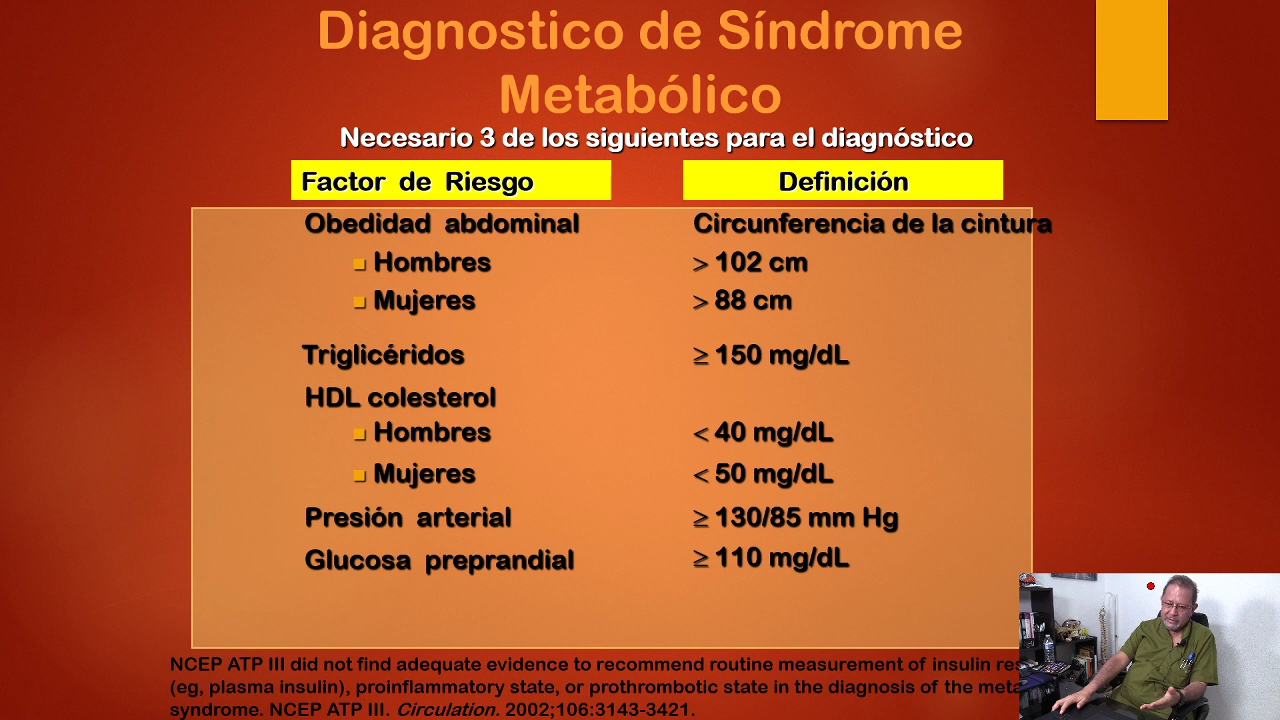 Diagnostico de Síndrome
Metabólico
Necesario 3 de los siguientes para el diagnóstico
Factor de Riesgo Definición
Obedidad abdominal Circunferencia de la cintura
Hombres > 102 cm
Mujeres > 88 cm
Triglicéridos ≥ 150 mg/dL
HDL colesterol
Hombres < 40 mg/dL
Mujeres < 50 mg/dL
Presión arterial ≥ 130/85 mm Hg
Glucosa preprandial ≥ 110 mg/dL
NCEP ATP III did not find adequate evidence to recommend routine measurement of insulin
(eg, plasma insulin), proinflammatory state, or prothrombotic state in the diagnosis of the
syndrome. NCEP ATP III. Circulation. 2002;106:3143-3421.